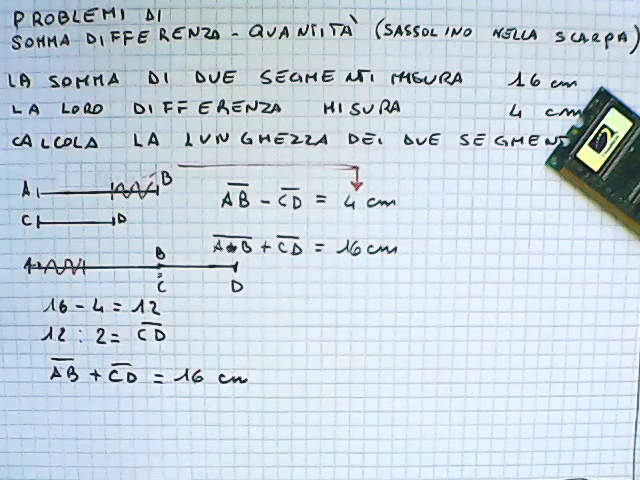 PROBLEMI DI
SOMMA DIFFERENZA - QUANTITÀ (SASSOLINO NELLA SCARPA)
LA SOMMA DI DUE SEGMENTI MISURA 16 cm
LA LORO DIFFERENZA MISURA 4 cm
CALCOLA LA LUNGHEZZA DEI DUE SEGMEN
A B
C D
AB - CD = 4 cm
AB + CD = 16 cm
A B C D
16 - 4 = 12
12 : 2 = CD
AB + CD = 16 cm